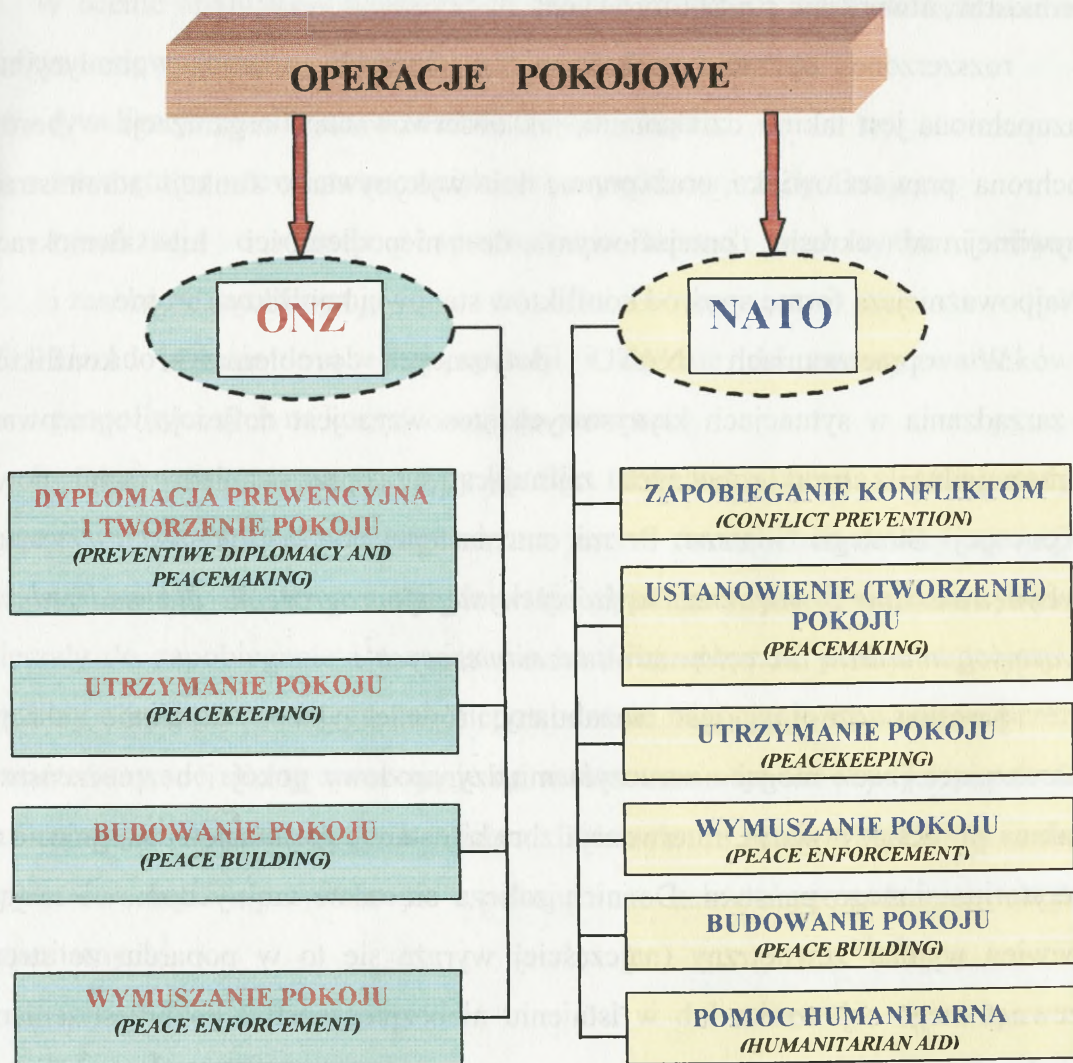 OPERACJE POKOJOWE
ONZ
NATO
DYPLOMACJA PREWENCYJNA
I TWORZENIE POKOJU
(PREVENTIWE DIPLOMACY AND
PEACEMAKING)
UTRZYMANIE POKOJU
(PEACEKEEPING)
BUDOWANIE POKOJU
(PEACE BUILDING)
WYMUSZANIE POKOJU
(PEACE ENFORCEMENT)
ZAPOBIEGANIE KONFLIKTOM
(CONFLICT PREVENTION)
USTANOWIENIE (TWORZENIE)
POKOJU
(PEACEMAKING)
UTRZYMANIE POKOJU
(PEACEKEEPING)
WYMUSZANIE POKOJU
(PEACE ENFORCEMENT)
BUDOWANIE POKOJU
(PEACE BUILDING)
POMOC HUMANITARNA
(HUMANITARIAN AID)